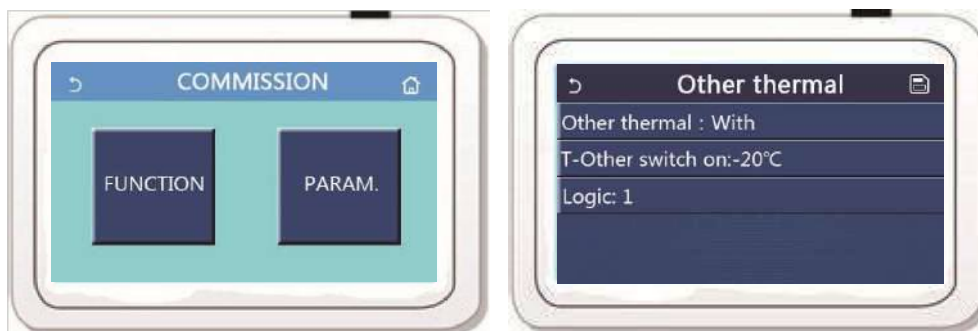 COMMISSION
FUNCTION
PARAM.
Other thermal
Other thermal : With
T-Other switch on:-20℃
Logic: 1